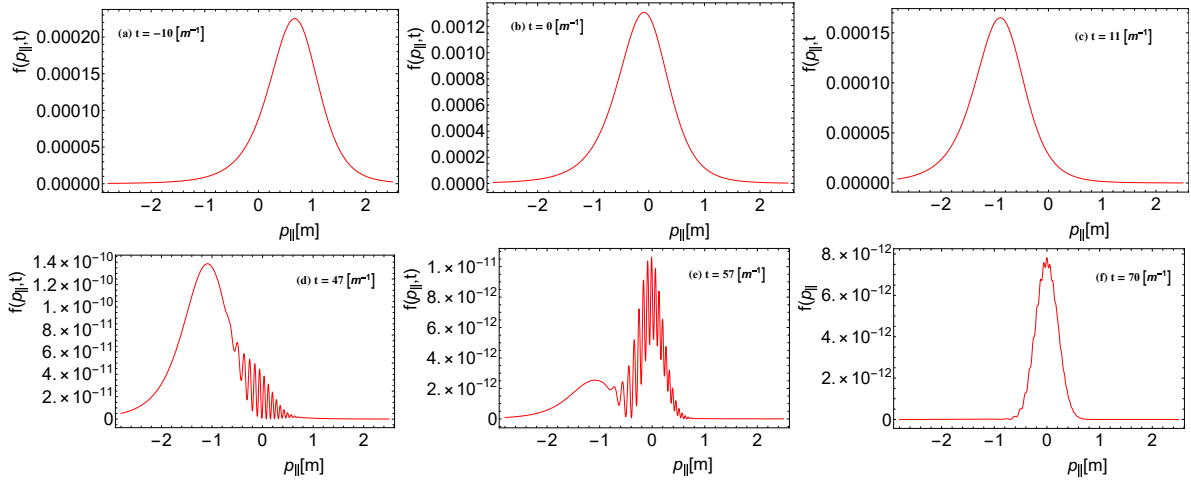 (a) t = −10 [m⁻¹]
f(p∥,t)
0.00020
0.00015
0.00010
0.00005
0.00000
−2 −1 0 1 2
p∥[m]
(b) t = 0 [m⁻¹]
f(p∥,t)
0.0012
0.0010
0.0008
0.0006
0.0004
0.0002
0.0000
−2 −1 0 1 2
p∥[m]
(c) t = 11 [m⁻¹]
f(p∥,t
0.00015
0.00010
0.00005
0.00000
−2 −1 0 1 2
p∥[m]
(d) t = 47 [m⁻¹]
f(p∥,t)
1.4 × 10⁻¹⁰
1.2 × 10⁻¹⁰
1. × 10⁻¹⁰
8. × 10⁻¹¹
6. × 10⁻¹¹
4. × 10⁻¹¹
2. × 10⁻¹¹
0
−2 −1 0 1 2
p∥[m]
(e) t = 57 [m⁻¹]
f(p∥,t)
1. × 10⁻¹¹
8. × 10⁻¹²
6. × 10⁻¹²
4. × 10⁻¹²
2. × 10⁻¹²
0
−2 −1 0 1 2
p∥[m]
(f) t = 70 [m⁻¹]
f(p∥
8. × 10⁻¹²
6. × 10⁻¹²
4. × 10⁻¹²
2. × 10⁻¹²
0
−2 −1 0 1 2
p∥[m]